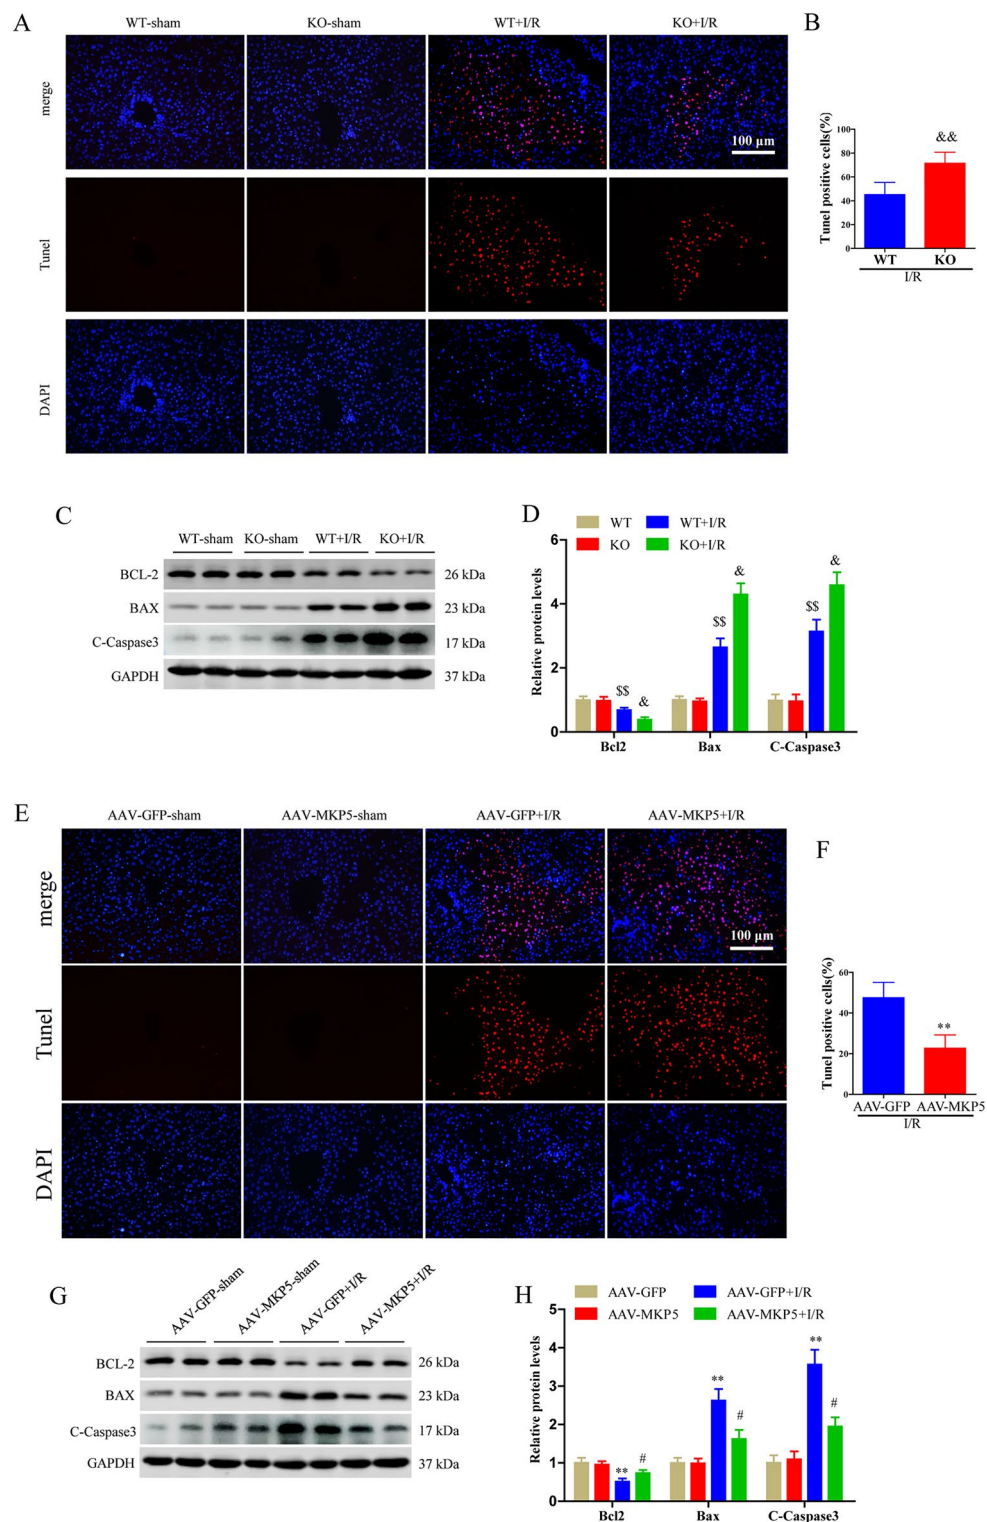 A
WT-sham KO-sham WT+I/R KO+I/R
merge
100 µm
Tunel
DAPI
B
Tunel positive cells(%)
100
80
60
40
20
0
&&
WT KO
I/R
C
WT-sham KO-sham WT+I/R KO+I/R
BCL-2 26 kDa
BAX 23 kDa
C-Caspase3 17 kDa
GAPDH 37 kDa
D
WT WT+I/R
KO KO+I/R
Relative protein levels
6
4
2
0
$$ & $$ & $$ &
Bcl2 Bax C-Caspase3
E
AAV-GFP-sham AAV-MKP5-sham AAV-GFP+I/R AAV-MKP5+I/R
merge
100 µm
Tunel
DAPI
F
Tunel positive cells(%)
60
40
20
0
**
AAV-GFP AAV-MKP5
I/R
G
AAV-GFP-sham AAV-MKP5-sham AAV-GFP+I/R AAV-MKP5+I/R
BCL-2 26 kDa
BAX 23 kDa
C-Caspase3 17 kDa
GAPDH 37 kDa
H
AAV-GFP AAV-GFP+I/R
AAV-MKP5 AAV-MKP5+I/R
Relative protein levels
5
4
3
2
1
0
** # ** # ** #
Bcl2 Bax C-Caspase3